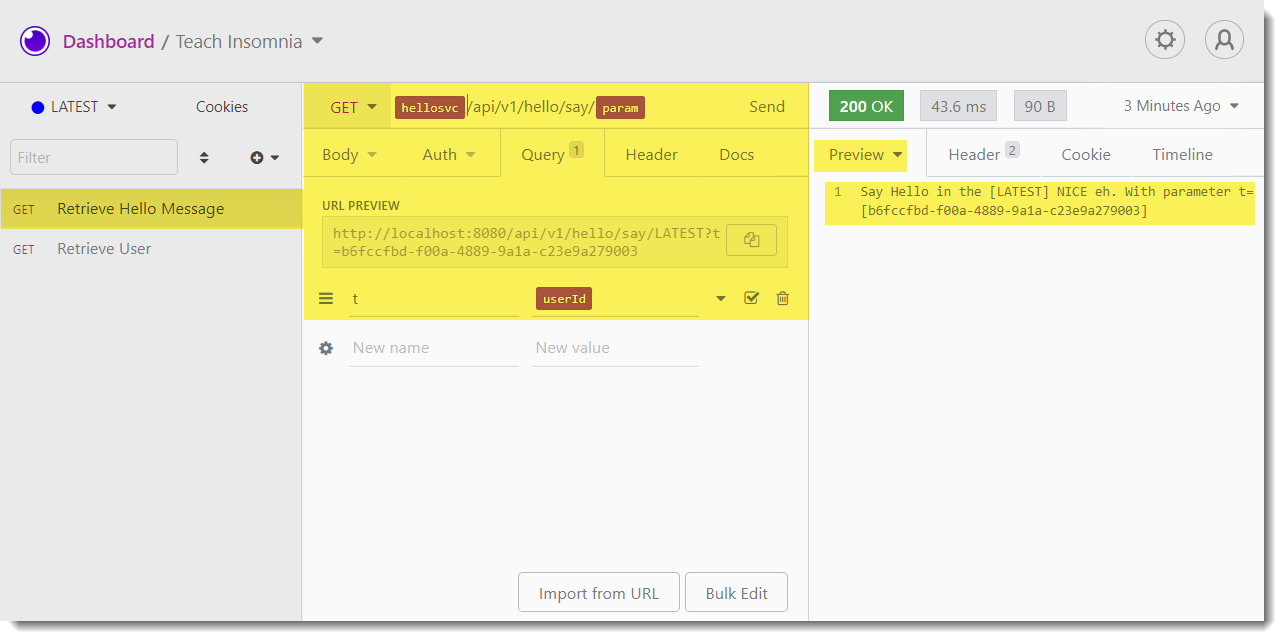 Dashboard / Teach Insomnia
LATEST Cookies
Filter
GET Retrieve Hello Message
GET Retrieve User
GET hellosvc/api/v1/hello/say/ param Send
Body Auth Query 1 Header Docs
URL PREVIEW
http://localhost:8080/api/v1/hello/say/LATEST?t
=b6fccfbd-f00a-4889-9a1a-c23e9a279003
t userId
New name New value
Import from URL Bulk Edit
200 OK 43.6 ms 90 B 3 Minutes Ago
Preview Header 2 Cookie Timeline
1 Say Hello in the [LATEST] NICE eh. With parameter t=
[b6fccfbd-f00a-4889-9a1a-c23e9a279003]